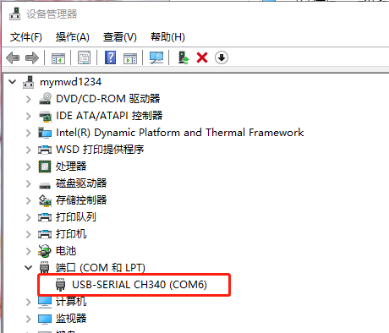 设备管理器
文件(F) 操作(A) 查看(V) 帮助(H)
mymwd1234
DVD/CD-ROM 驱动器
IDE ATA/ATAPI 控制器
Intel(R) Dynamic Platform and Thermal Framework
WSD 打印提供程序
处理器
磁盘驱动器
存储控制器
打印队列
打印机
电池
端口 (COM 和 LPT)
USB-SERIAL CH340 (COM6)
计算机
监视器